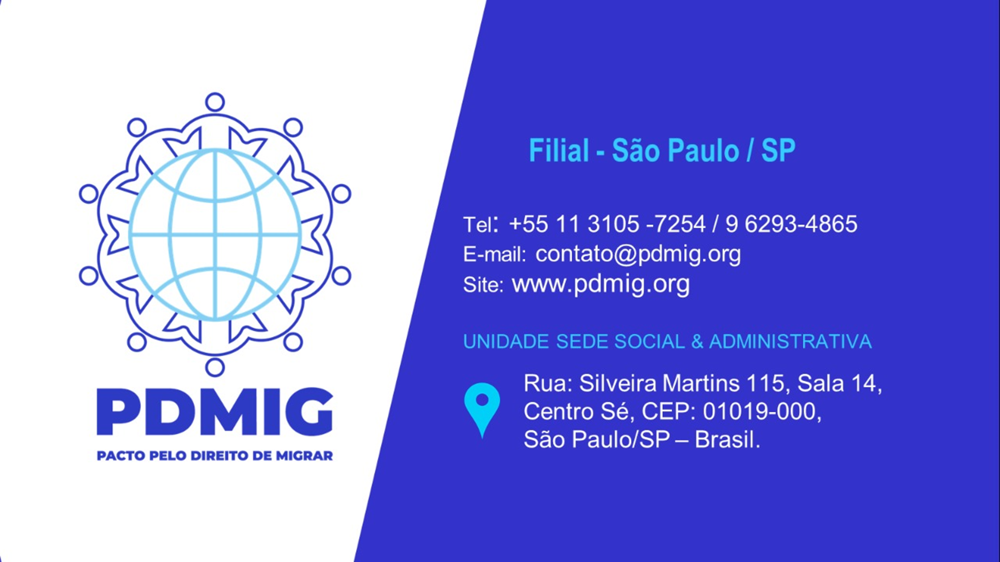 PDMIG
PACTO PELO DIREITO DE MIGRAR
Filial - São Paulo / SP
Tel: +55 11 3105 -7254 / 9 6293-4865
E-mail: contato@pdmig.org
Site: www.pdmig.org
UNIDADE SEDE SOCIAL & ADMINISTRATIVA
Rua: Silveira Martins 115, Sala 14,
Centro Sé, CEP: 01019-000,
São Paulo/SP – Brasil.